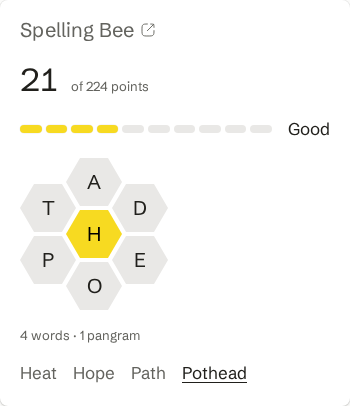 Spelling Bee
21 of 224 points
Good
A
T D
H
P E
O
4 words · 1 pangram
Heat Hope Path Pothead